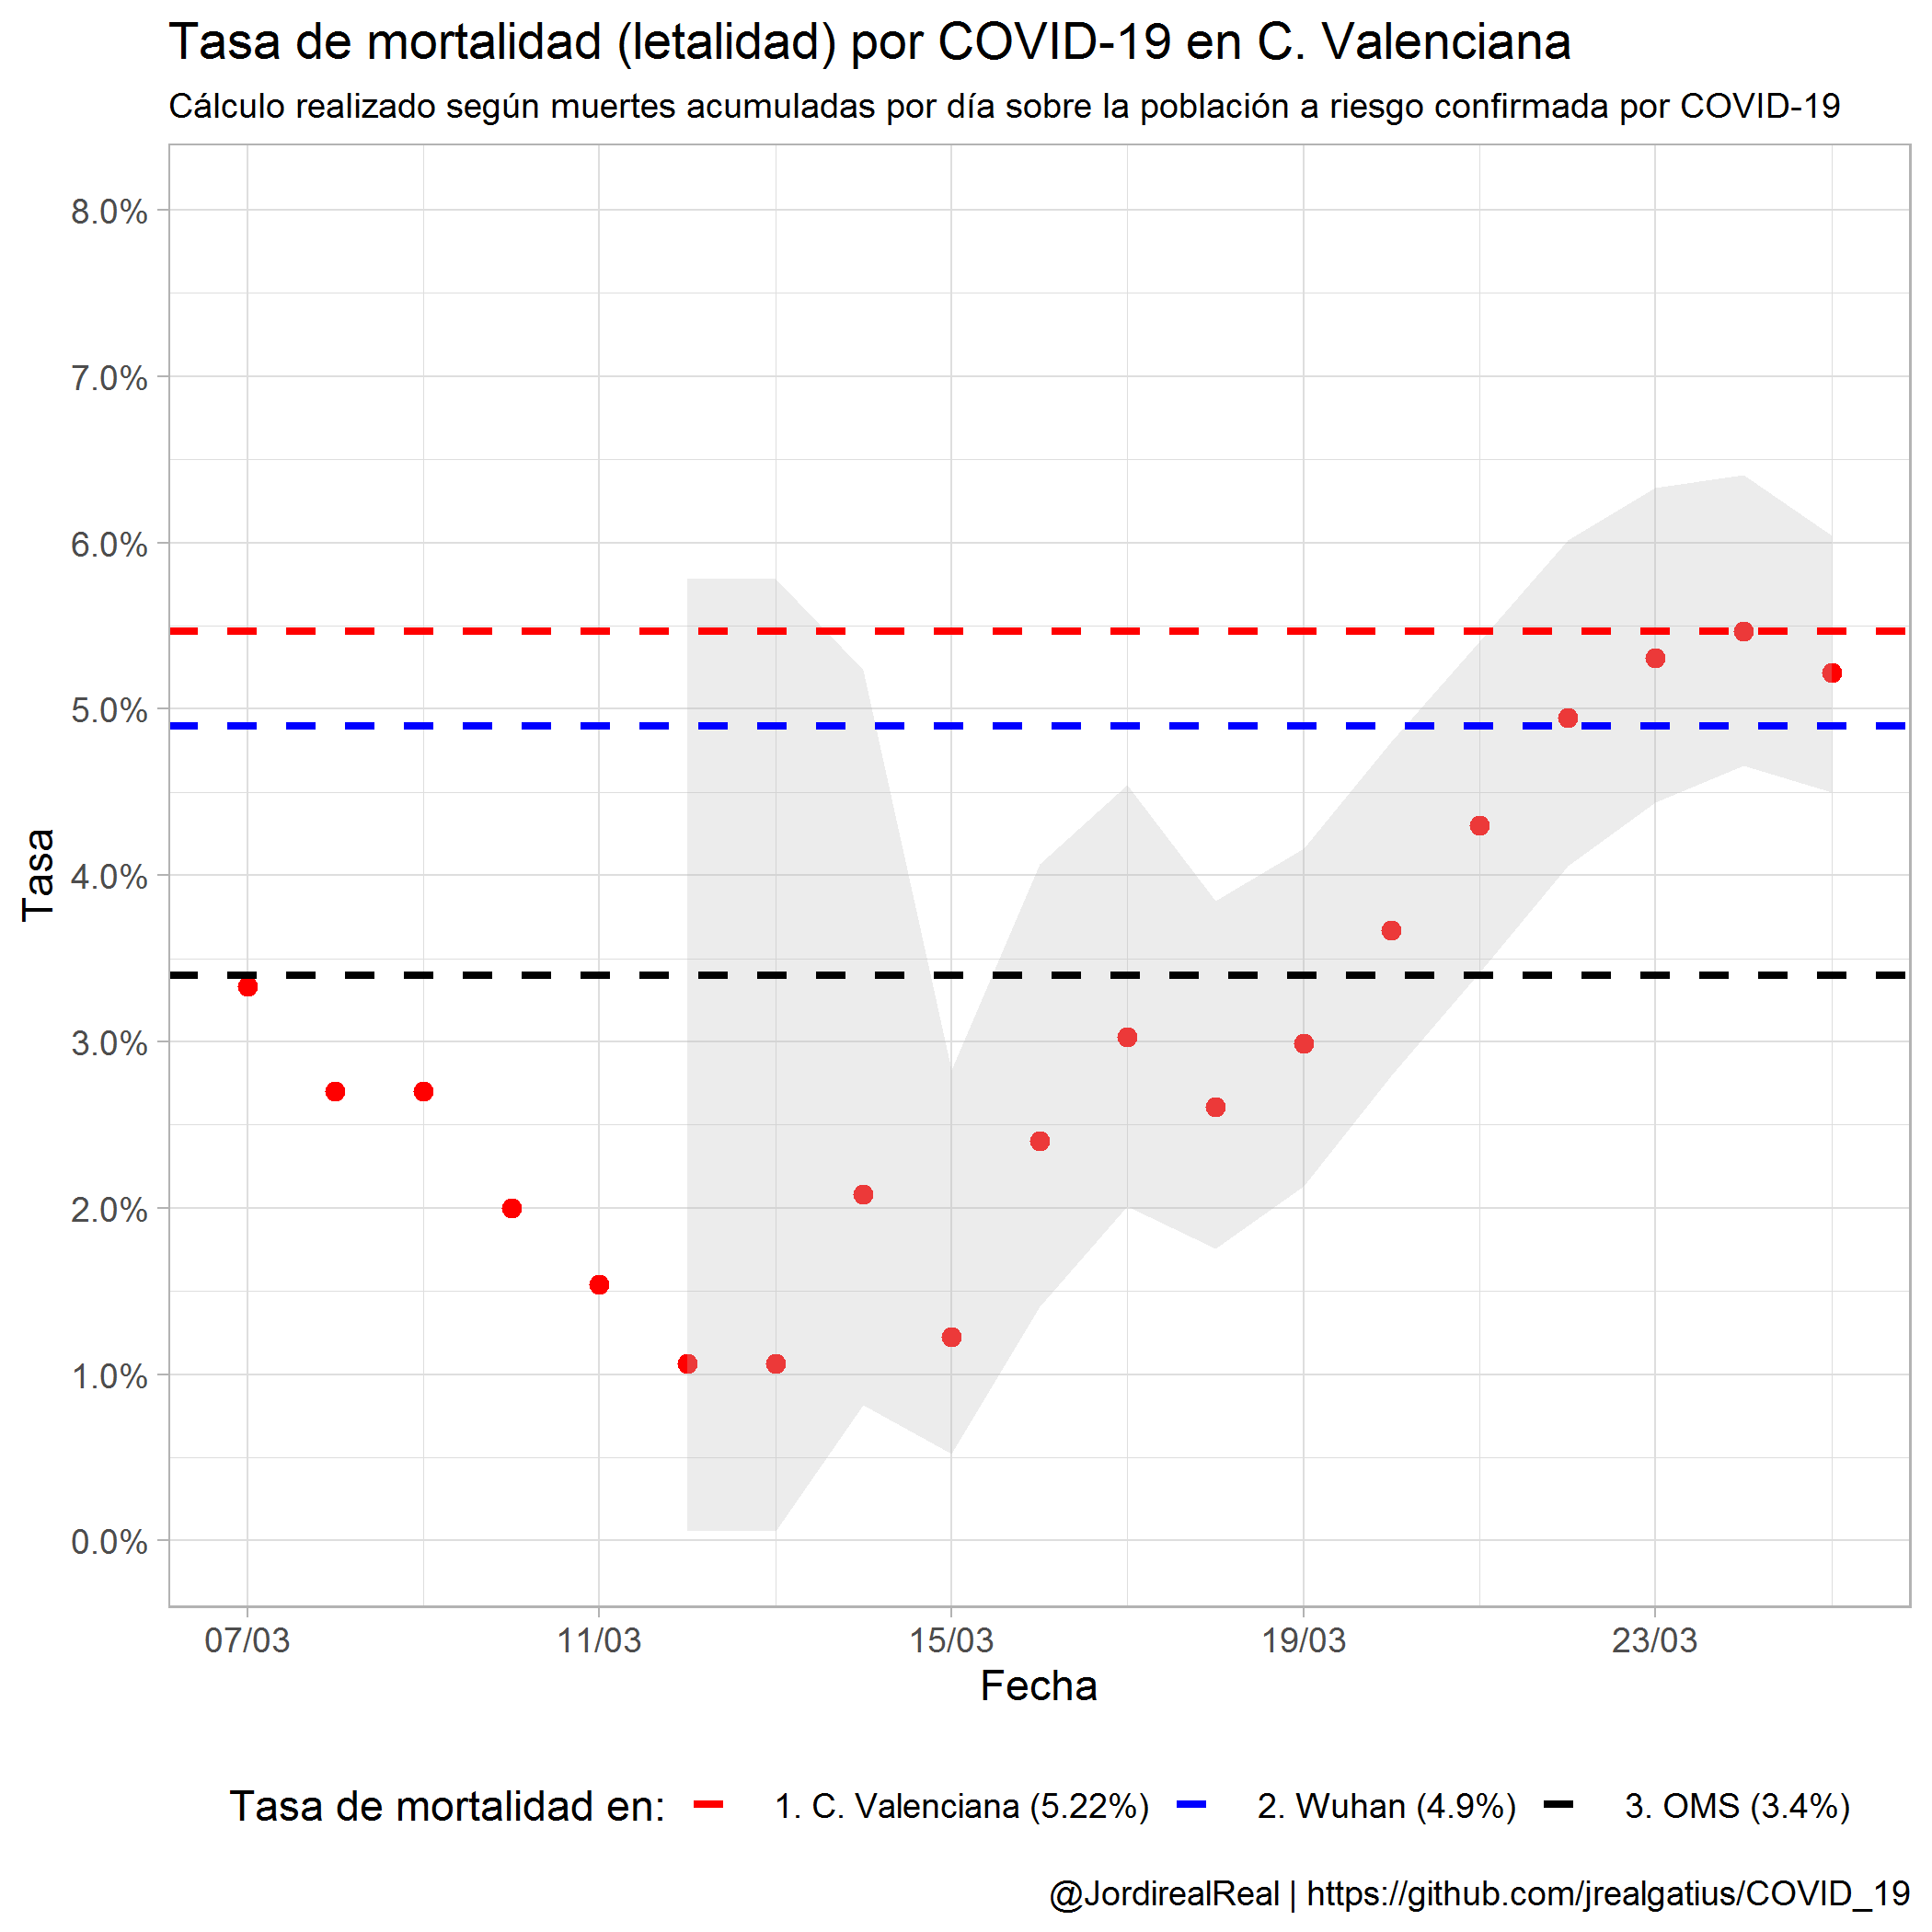 Tasa de mortalidad (letalidad) por COVID-19 en C. Valenciana
Cálculo realizado según muertes acumuladas por día sobre la población a riesgo confirmada por COVID-19
8.0%
7.0%
6.0%
5.0%
4.0%
3.0%
2.0%
1.0%
0.0%
Tasa
07/03 11/03 15/03 19/03 23/03
Fecha
Tasa de mortalidad en: 1. C. Valenciana (5.22%) 2. Wuhan (4.9%) 3. OMS (3.4%)
@JordirealReal | https://github.com/jrealgatius/COVID_19